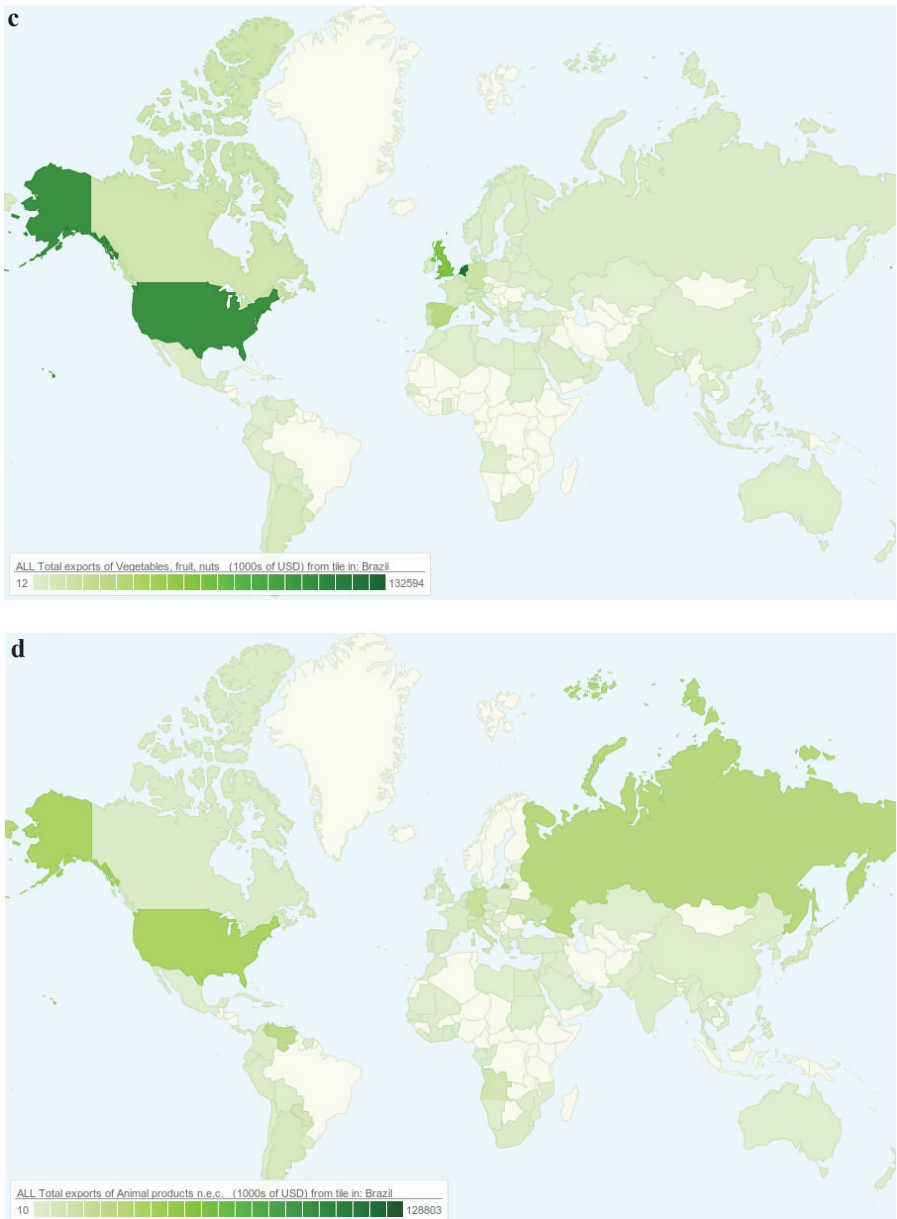 c
ALL Total exports of Vegetables, fruit, nuts (1000s of USD) from tile in: Brazil
12 132594
d
ALL Total exports of Animal products n.e.c. (1000s of USD) from tile in: Brazil
10 128803